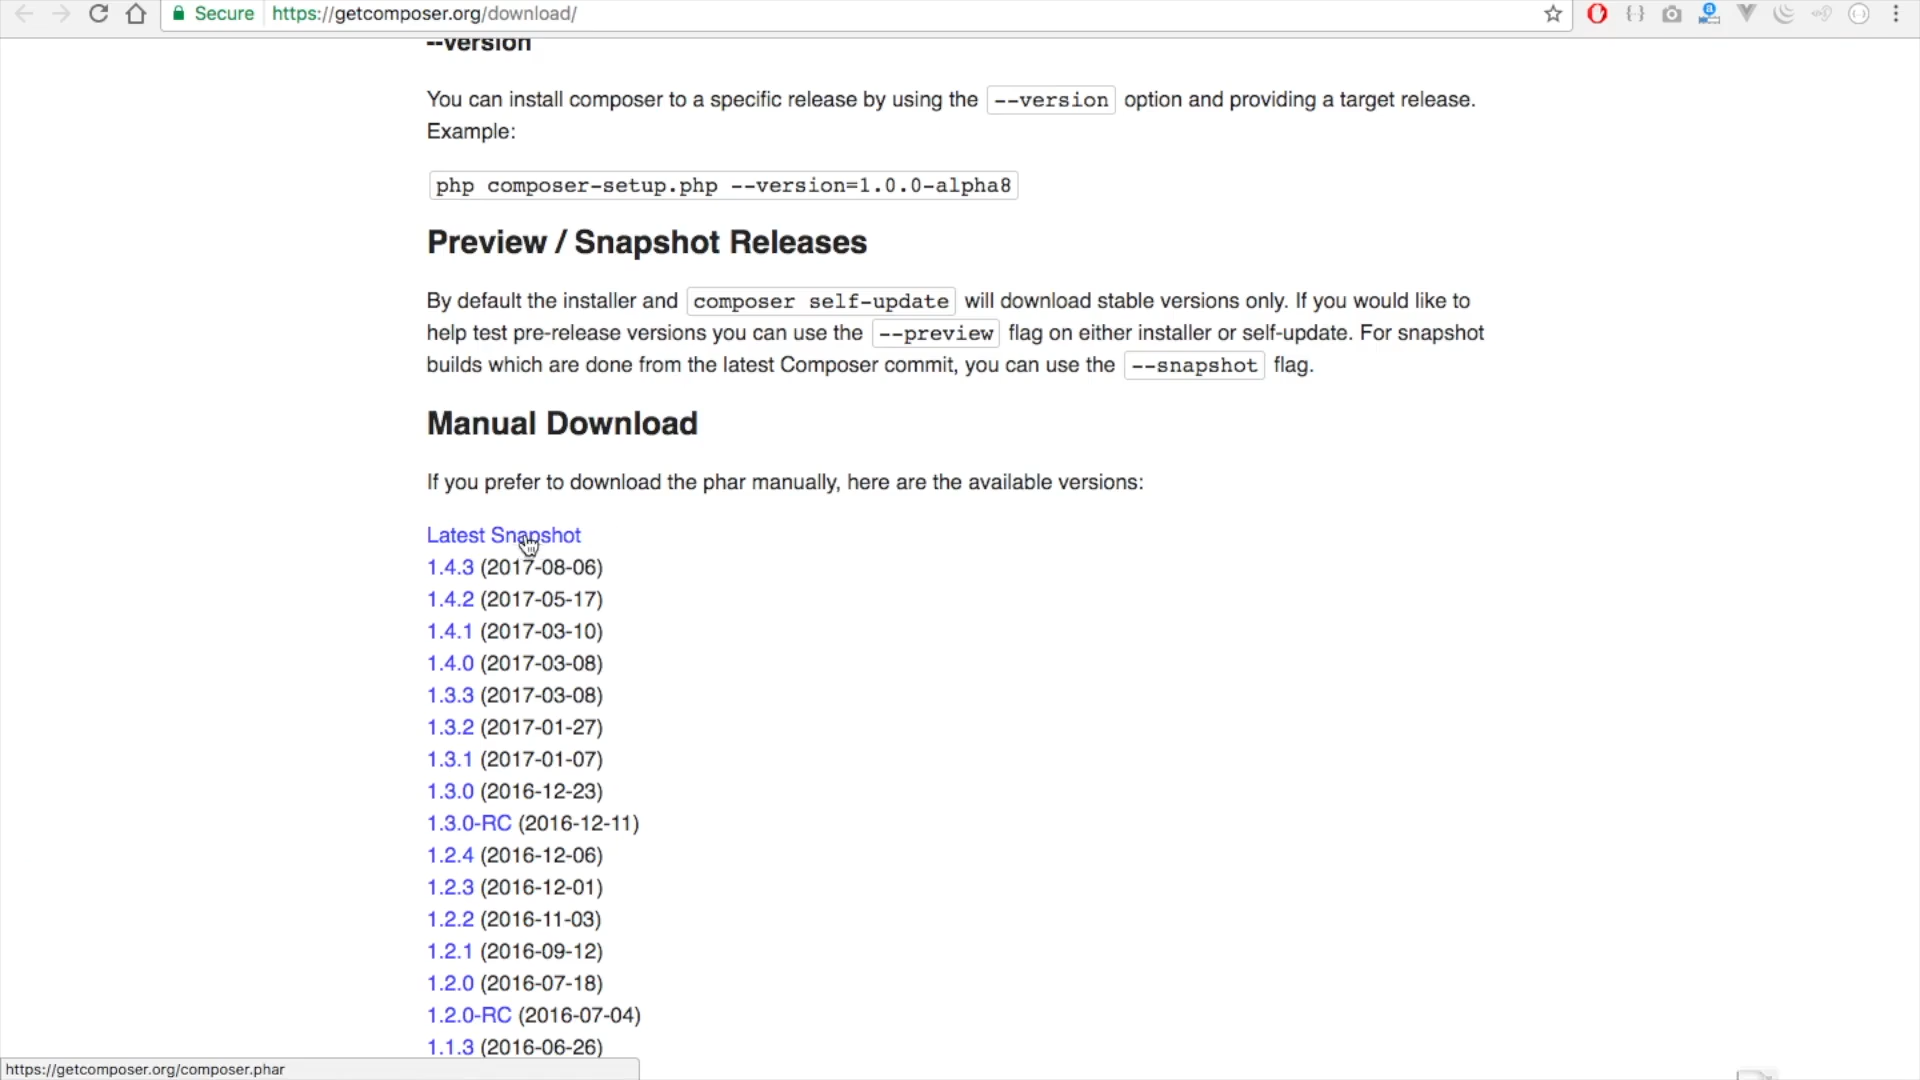 Secure https://getcomposer.org/download/
--version
You can install composer to a specific release by using the --version option and providing a target release.
Example:
php composer-setup.php --version=1.0.0-alpha8
Preview / Snapshot Releases
By default the installer and composer self-update will download stable versions only. If you would like to
help test pre-release versions you can use the --preview flag on either installer or self-update. For snapshot
builds which are done from the latest Composer commit, you can use the --snapshot flag.
Manual Download
If you prefer to download the phar manually, here are the available versions:
Latest Snapshot
1.4.3 (2017-08-06)
1.4.2 (2017-05-17)
1.4.1 (2017-03-10)
1.4.0 (2017-03-08)
1.3.3 (2017-03-08)
1.3.2 (2017-01-27)
1.3.1 (2017-01-07)
1.3.0 (2016-12-23)
1.3.0-RC (2016-12-11)
1.2.4 (2016-12-06)
1.2.3 (2016-12-01)
1.2.2 (2016-11-03)
1.2.1 (2016-09-12)
1.2.0 (2016-07-18)
1.2.0-RC (2016-07-04)
1.1.3 (2016-06-26)
https://getcomposer.org/composer.phar